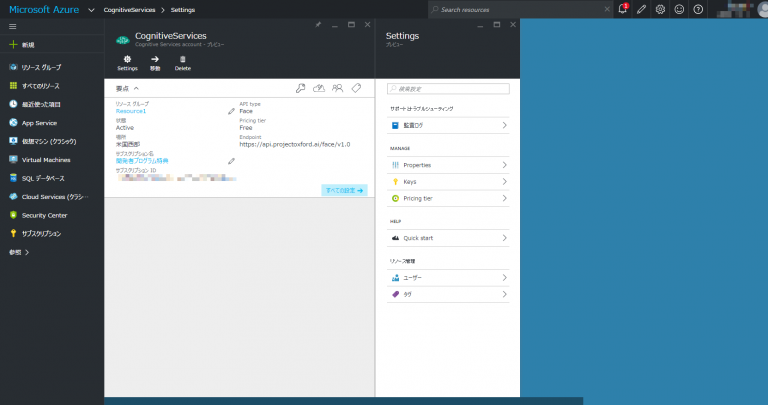 Microsoft Azure
CognitiveServices > Settings
Search resources
1
新規
リソース グループ
すべてのリソース
最近使った項目
App Service
仮想マシン (クラシック)
Virtual Machines
SQL データベース
Cloud Services (クラシ…
Security Center
サブスクリプション
参照 >
CognitiveServices
Cognitive Services account - プレビュー
Settings
移動
Delete
要点
リソース グループ
Resource1
状態
Active
場所
米国西部
サブスクリプション名
開発者プログラム特典
サブスクリプション ID
API type
Face
Pricing tier
Free
Endpoint
https://api.projectoxford.ai/face/v1.0
すべての設定 →
Settings
プレビュー
検索設定
サポート + トラブルシューティング
監査ログ
MANAGE
Properties
Keys
Pricing tier
HELP
Quick start
リソース管理
ユーザー
タグ